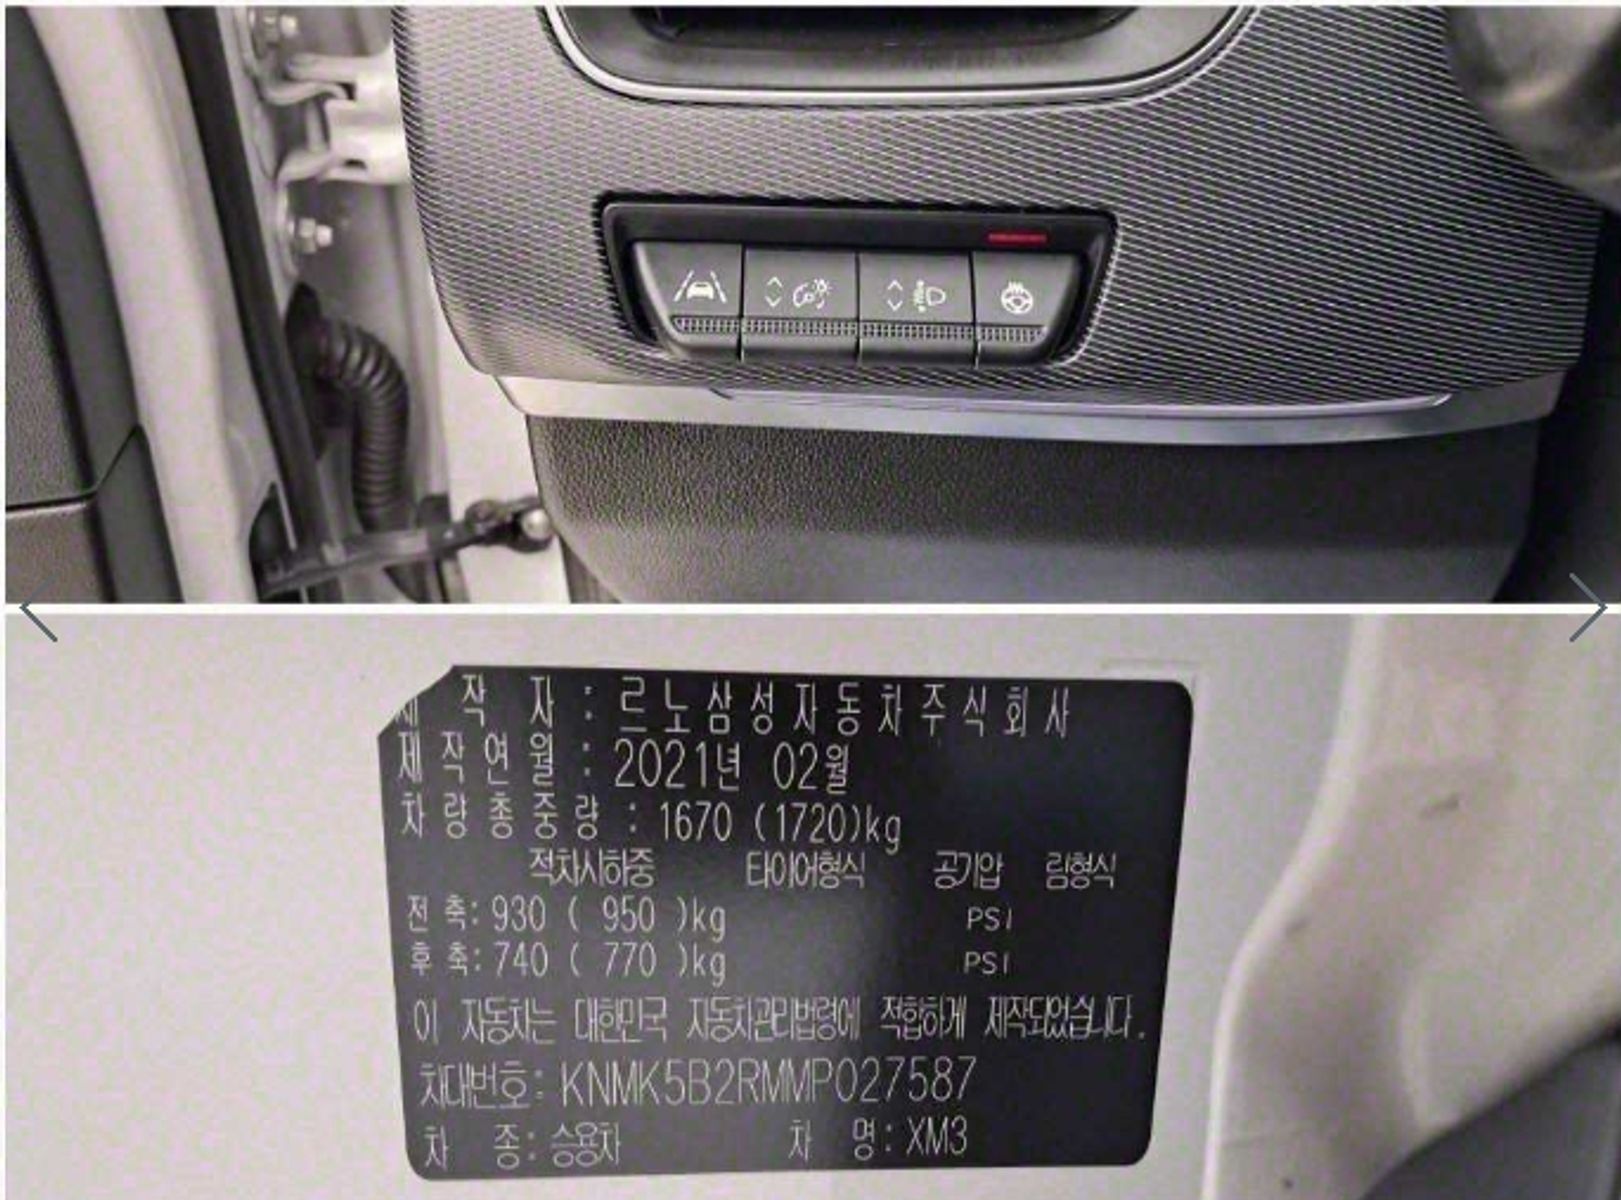 제 작 자 : 르노삼성자동차주식회사
제작연월 : 2021년 02월
차량총중량 : 1670 (1720)kg
적차시하중 타이어형식 공기압 림형식
전 축: 930 ( 950 )kg PSI
후 축: 740 ( 770 )kg PSI
이 자동차는 대한민국 자동차관리법령에 적합하게 제작되었습니다.
차대번호: KNMK5B2RMMP027587
차 종: 승용차 차 명: XM3